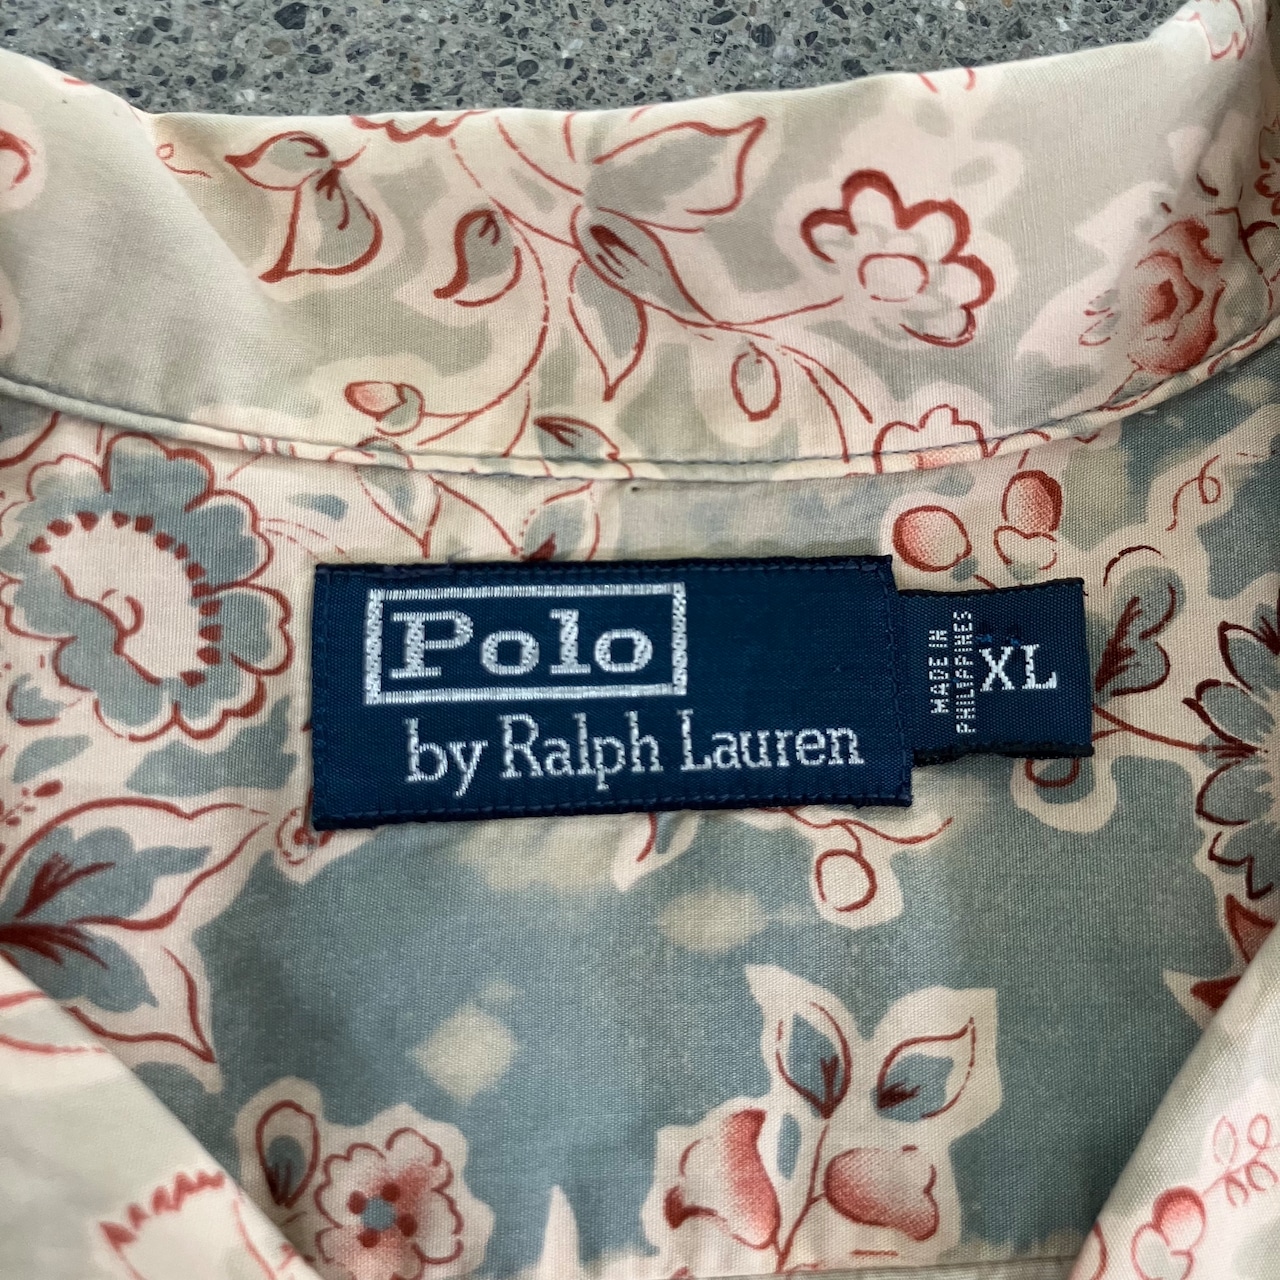 Polo
by Ralph Lauren
MADE IN
PHILIPPINES
XL